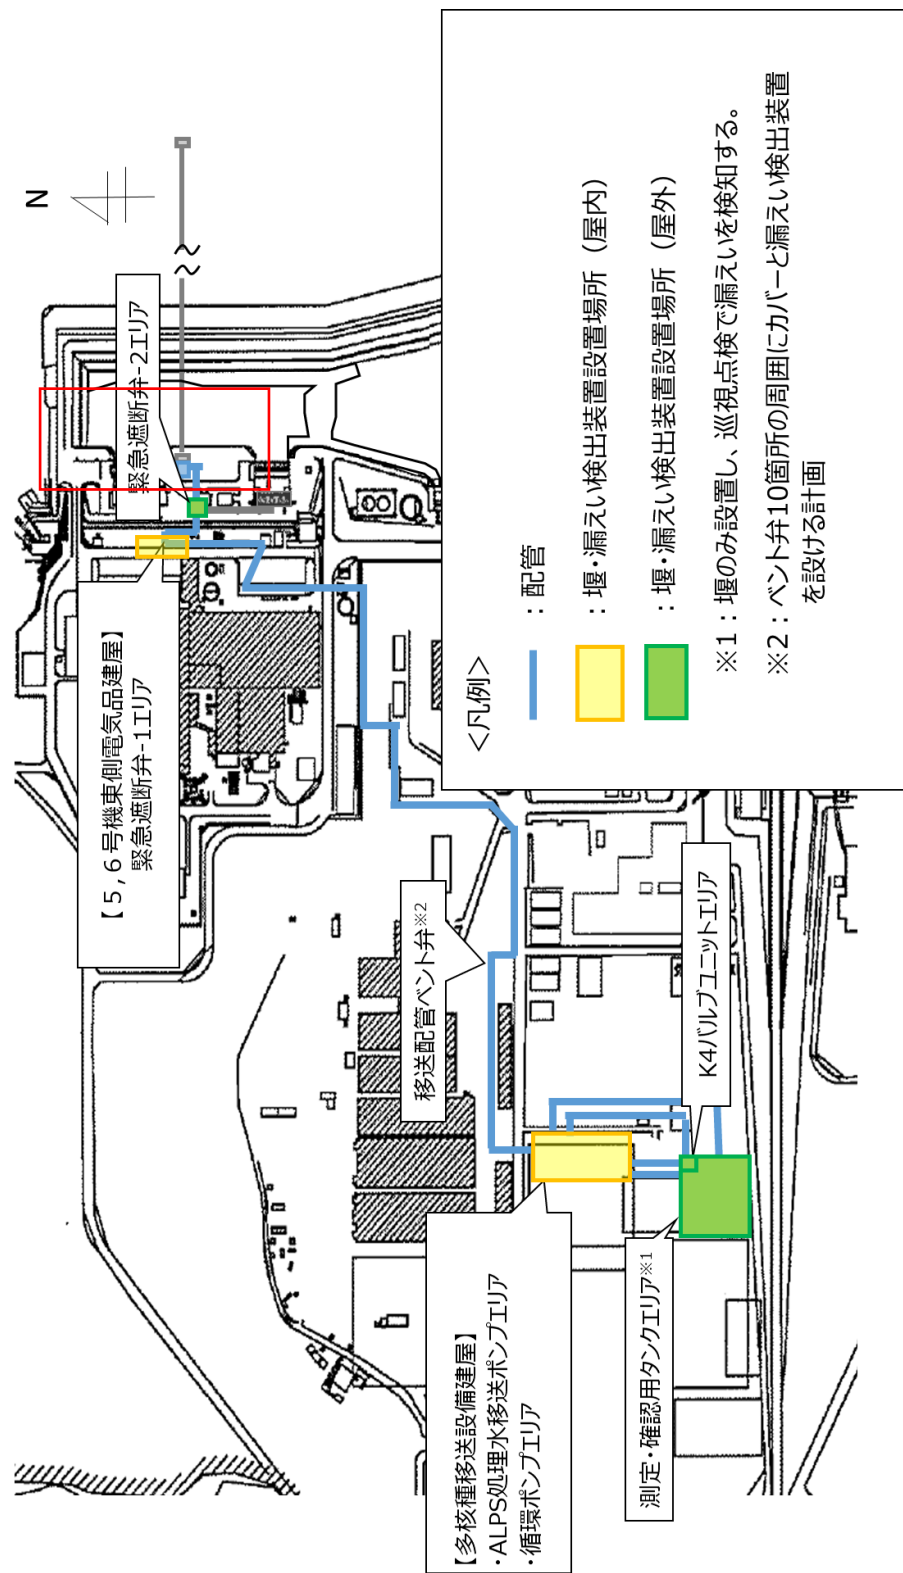 N
緊急遮断弁-2エリア
【5,6号機東側電気品建屋】
緊急遮断弁-1エリア
移送配管ベント弁※2
K4バルブユニットエリア
【多核種移送設備建屋】
・ALPS処理水移送ポンプエリア
・循環ポンプエリア
測定・確認用タンクエリア※1
<凡例>
：配管
：堰・漏えい検出装置設置場所（屋内）
：堰・漏えい検出装置設置場所（屋外）
※1：堰のみ設置し、巡視点検で漏えいを検知する。
※2：ベント弁10箇所の周囲にカバーと漏えい検出装置
を設ける計画